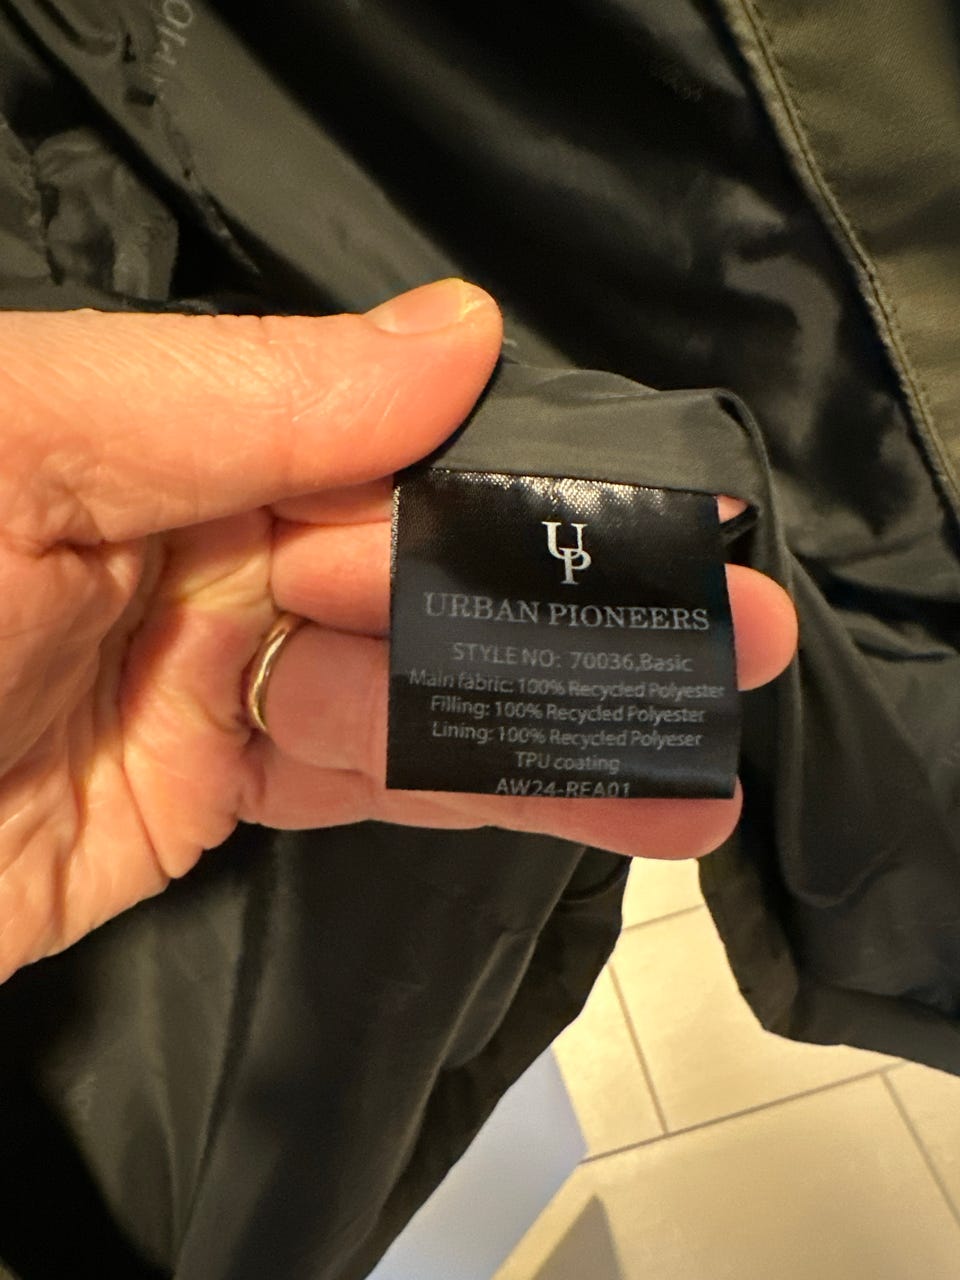 UP
URBAN PIONEERS
STYLE NO: 70036,Basic
Main fabric: 100% Recycled Polyester
Filling: 100% Recycled Polyester
Lining: 100% Recycled Polyeser
TPU coating
AW24-REA01